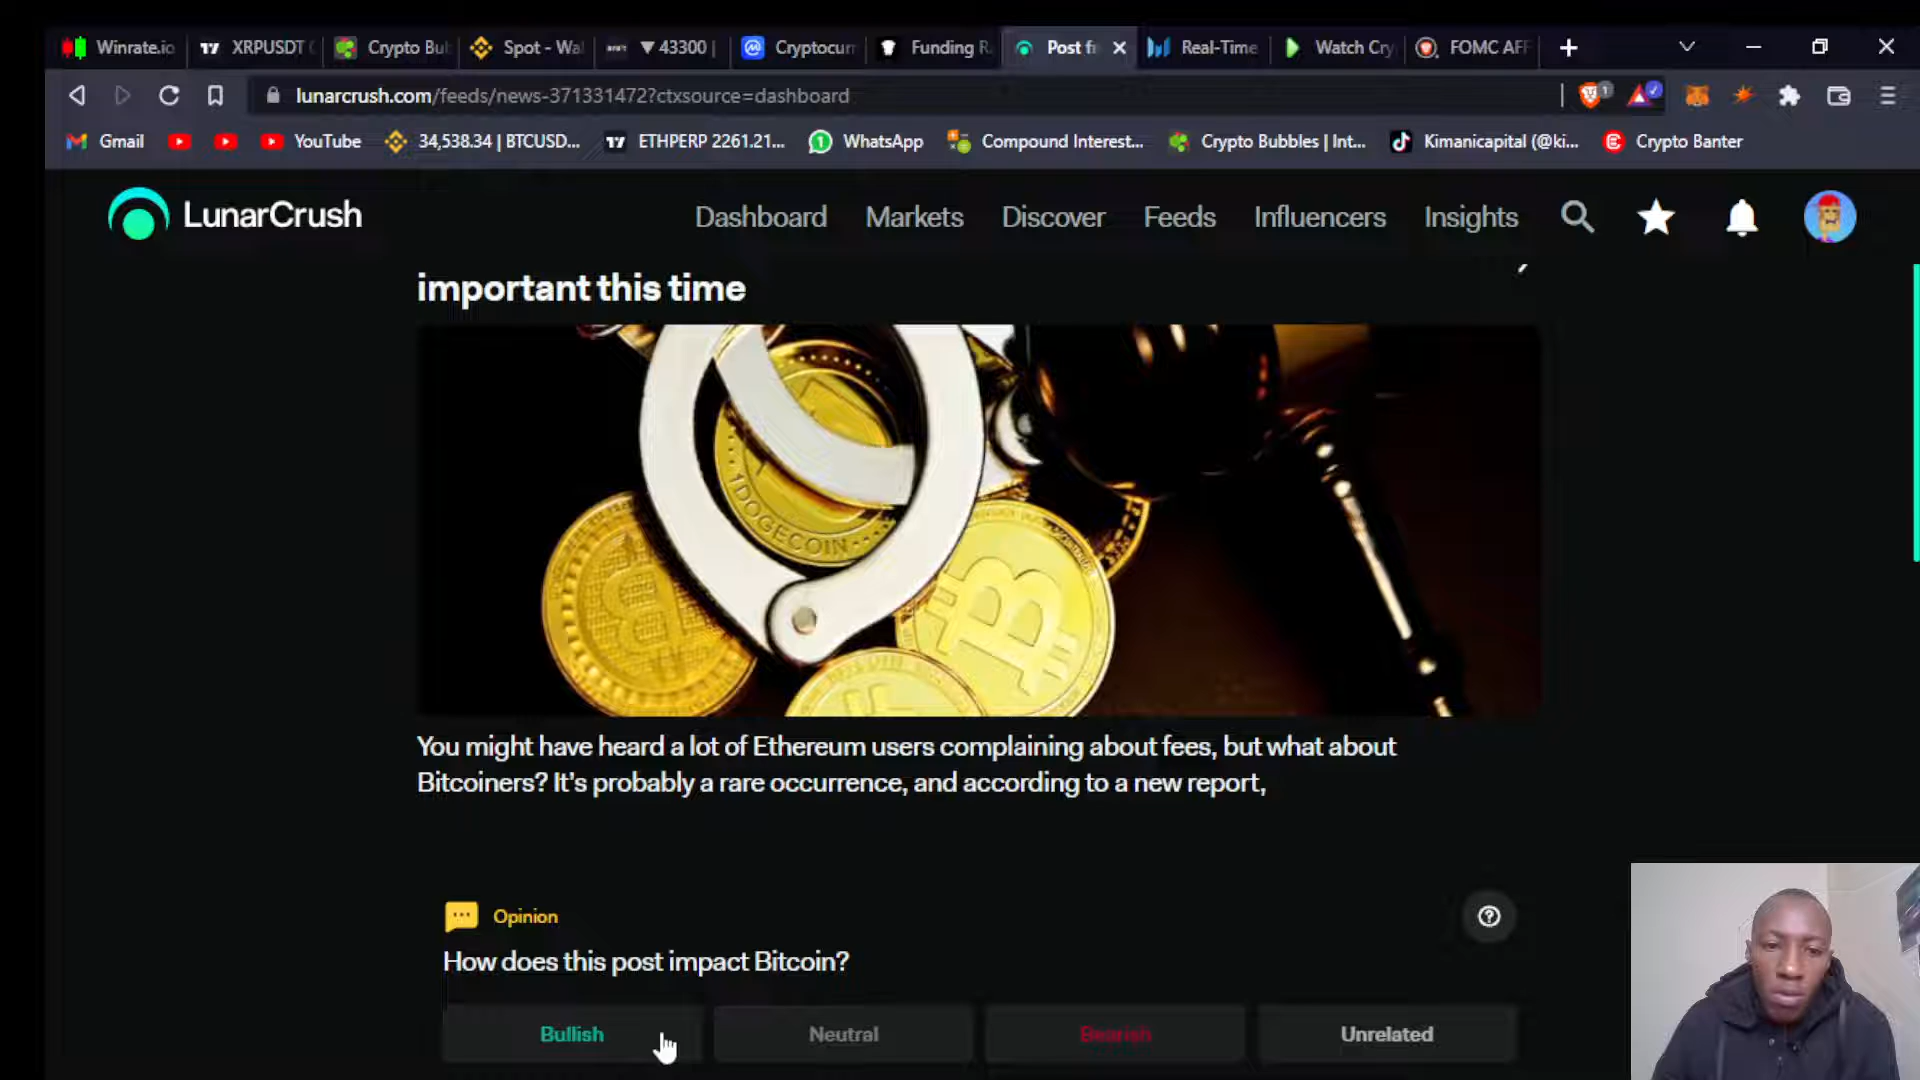 Winrate.io
XRPUSDT
Crypto Bu
Spot - Wa
▼ 43300 |
Cryptocur
Funding R
Post f
Real-Time
Watch Cry
FOMC AFF
lunarcrush.com/feeds/news-371331472?ctxsource=dashboard
1
Gmail
YouTube
34,538.34 | BTCUSD...
ETHPERP 2261.21...
WhatsApp
Compound Interest...
Crypto Bubbles | Int...
Kimanicapital (@ki...
Crypto Banter
LunarCrush
Dashboard
Markets
Discover
Feeds
Influencers
Insights
important this time
1 DOGECOIN
You might have heard a lot of Ethereum users complaining about fees, but what about
Bitcoiners? It's probably a rare occurrence, and according to a new report,
Opinion
How does this post impact Bitcoin?
Bullish
Neutral
Bearish
Unrelated